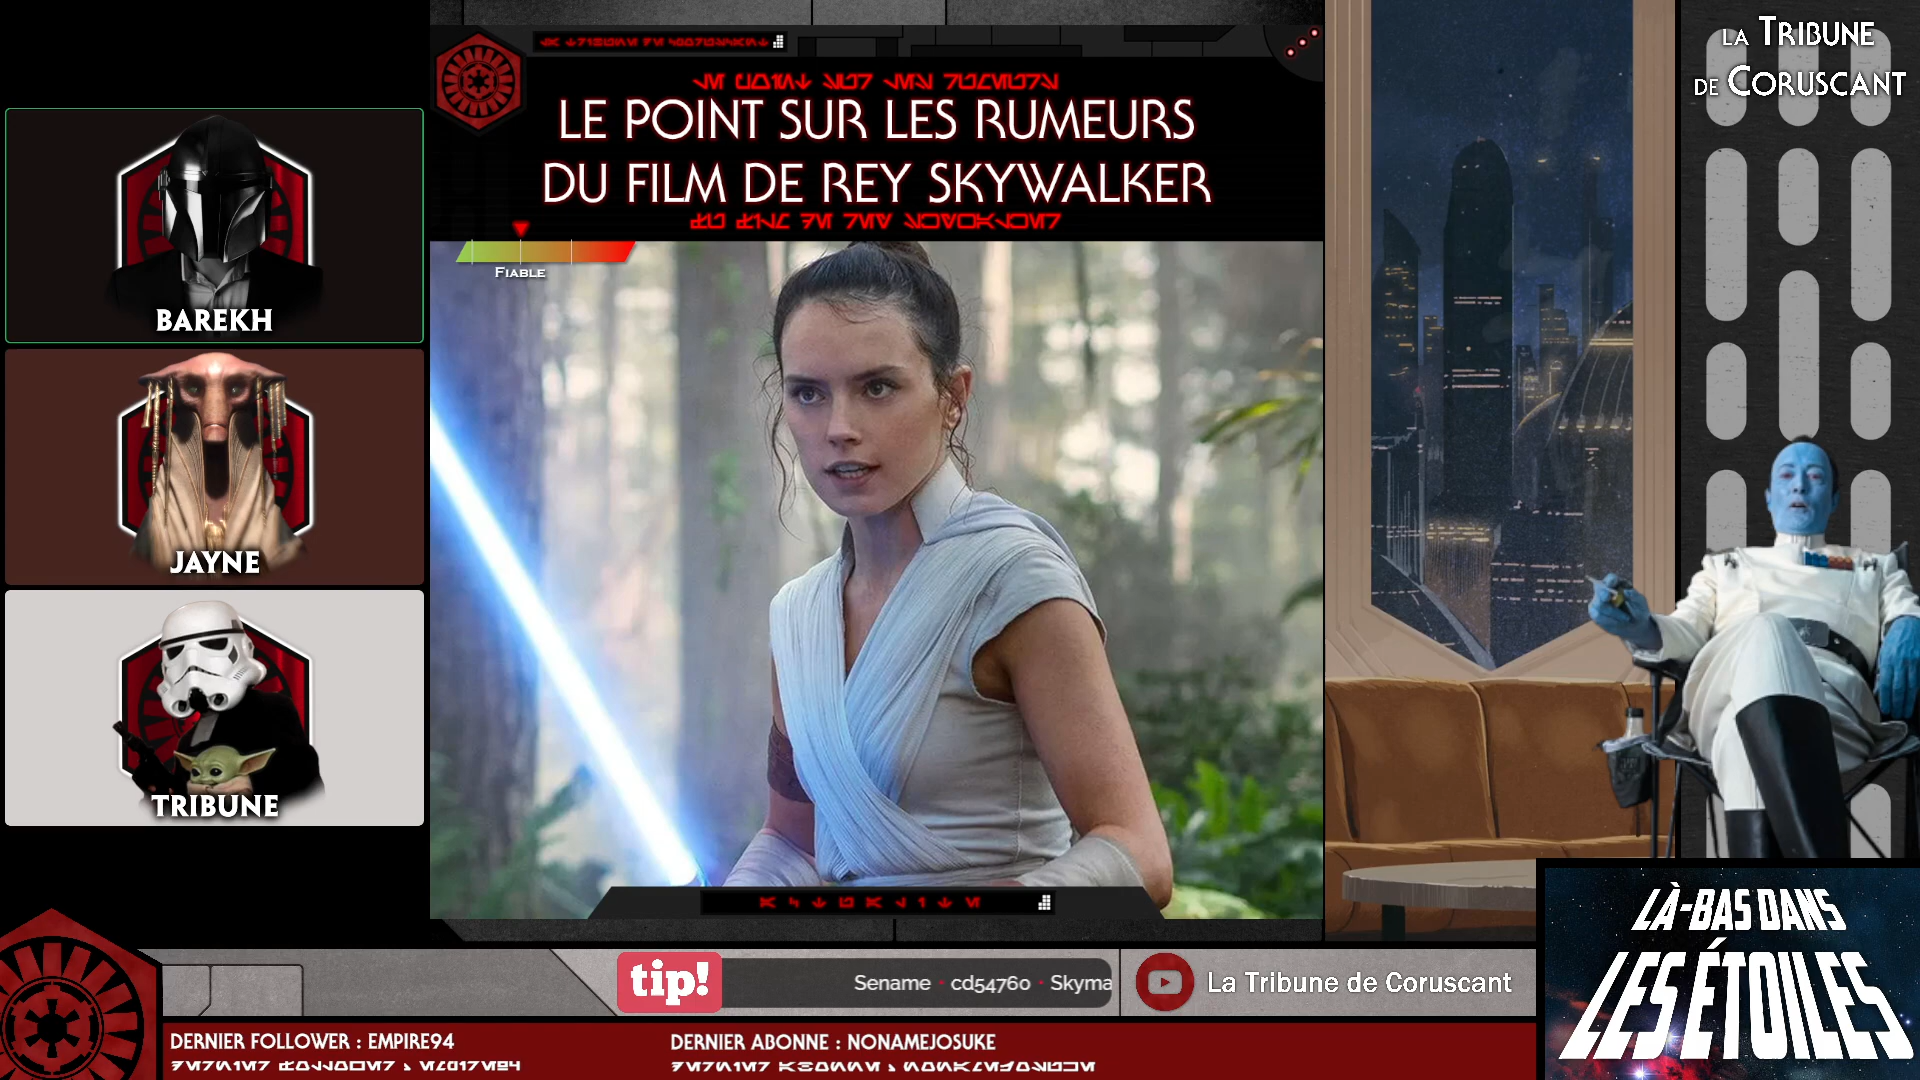 LA TRIBUNE
DE CORUSCANT
LE POINT SUR LES RUMEURS
DU FILM DE REY SKYWALKER
FIABLE
BAREKH
JAYNE
TRIBUNE
tip!
Sename • cd54760 • Skyma
La Tribune de Coruscant
DERNIER FOLLOWER : EMPIRE94
DERNIER ABONNE : NONAMEJOSUKE
LÀ-BAS DANS
LES ÉTOILES